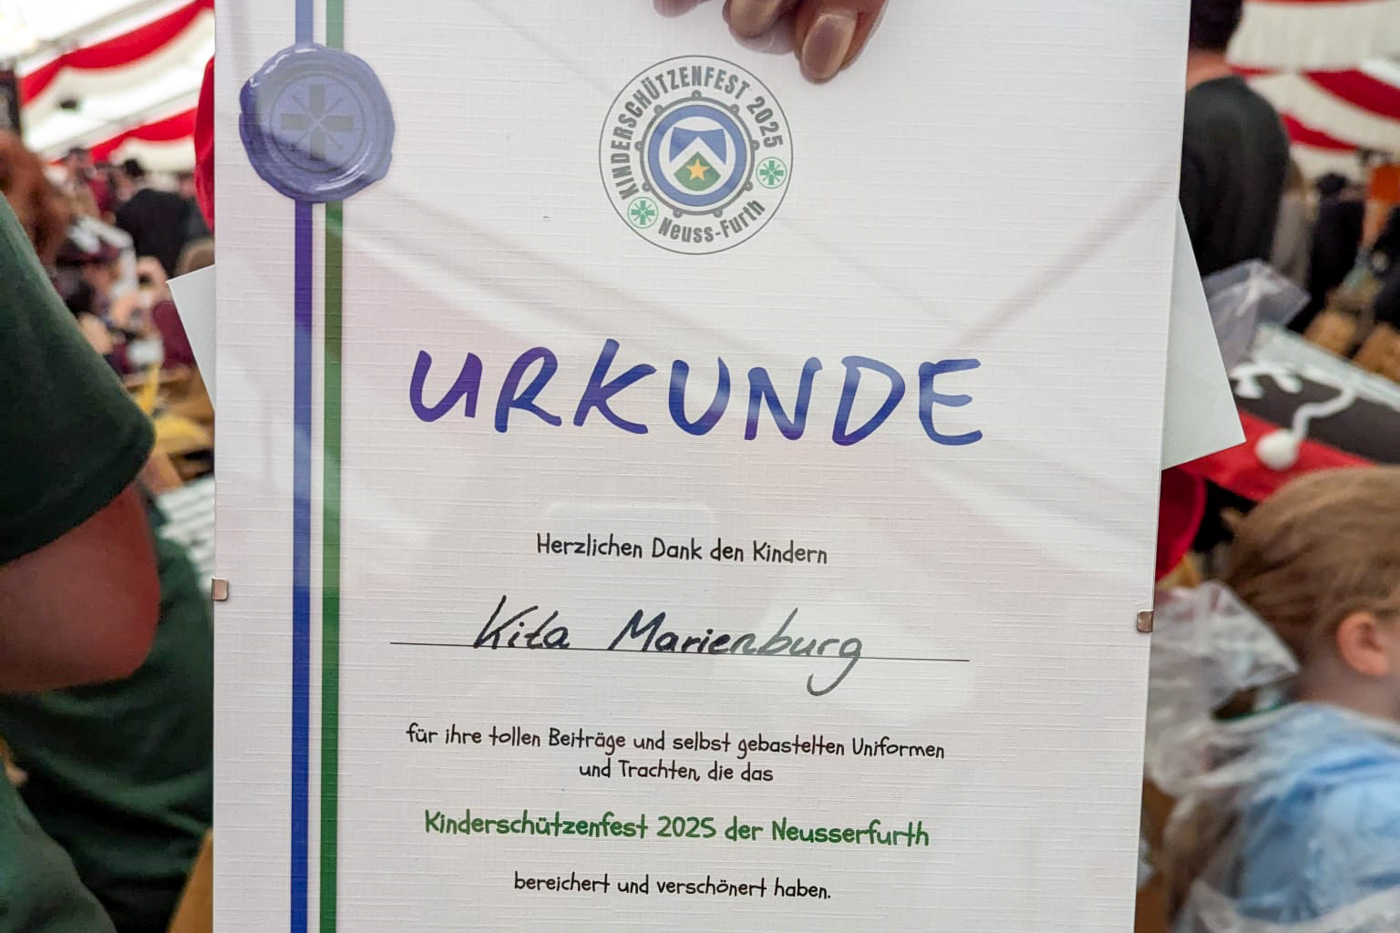 KINDERSCHÜTZENFEST 2025
Neuss-Furth
URKUNDE
Herzlichen Dank den Kindern
Kita Marienburg
für ihre tollen Beiträge und selbst gebastelten Uniformen
und Trachten, die das
Kinderschützenfest 2025 der Neusserfurth
bereichert und verschönert haben.